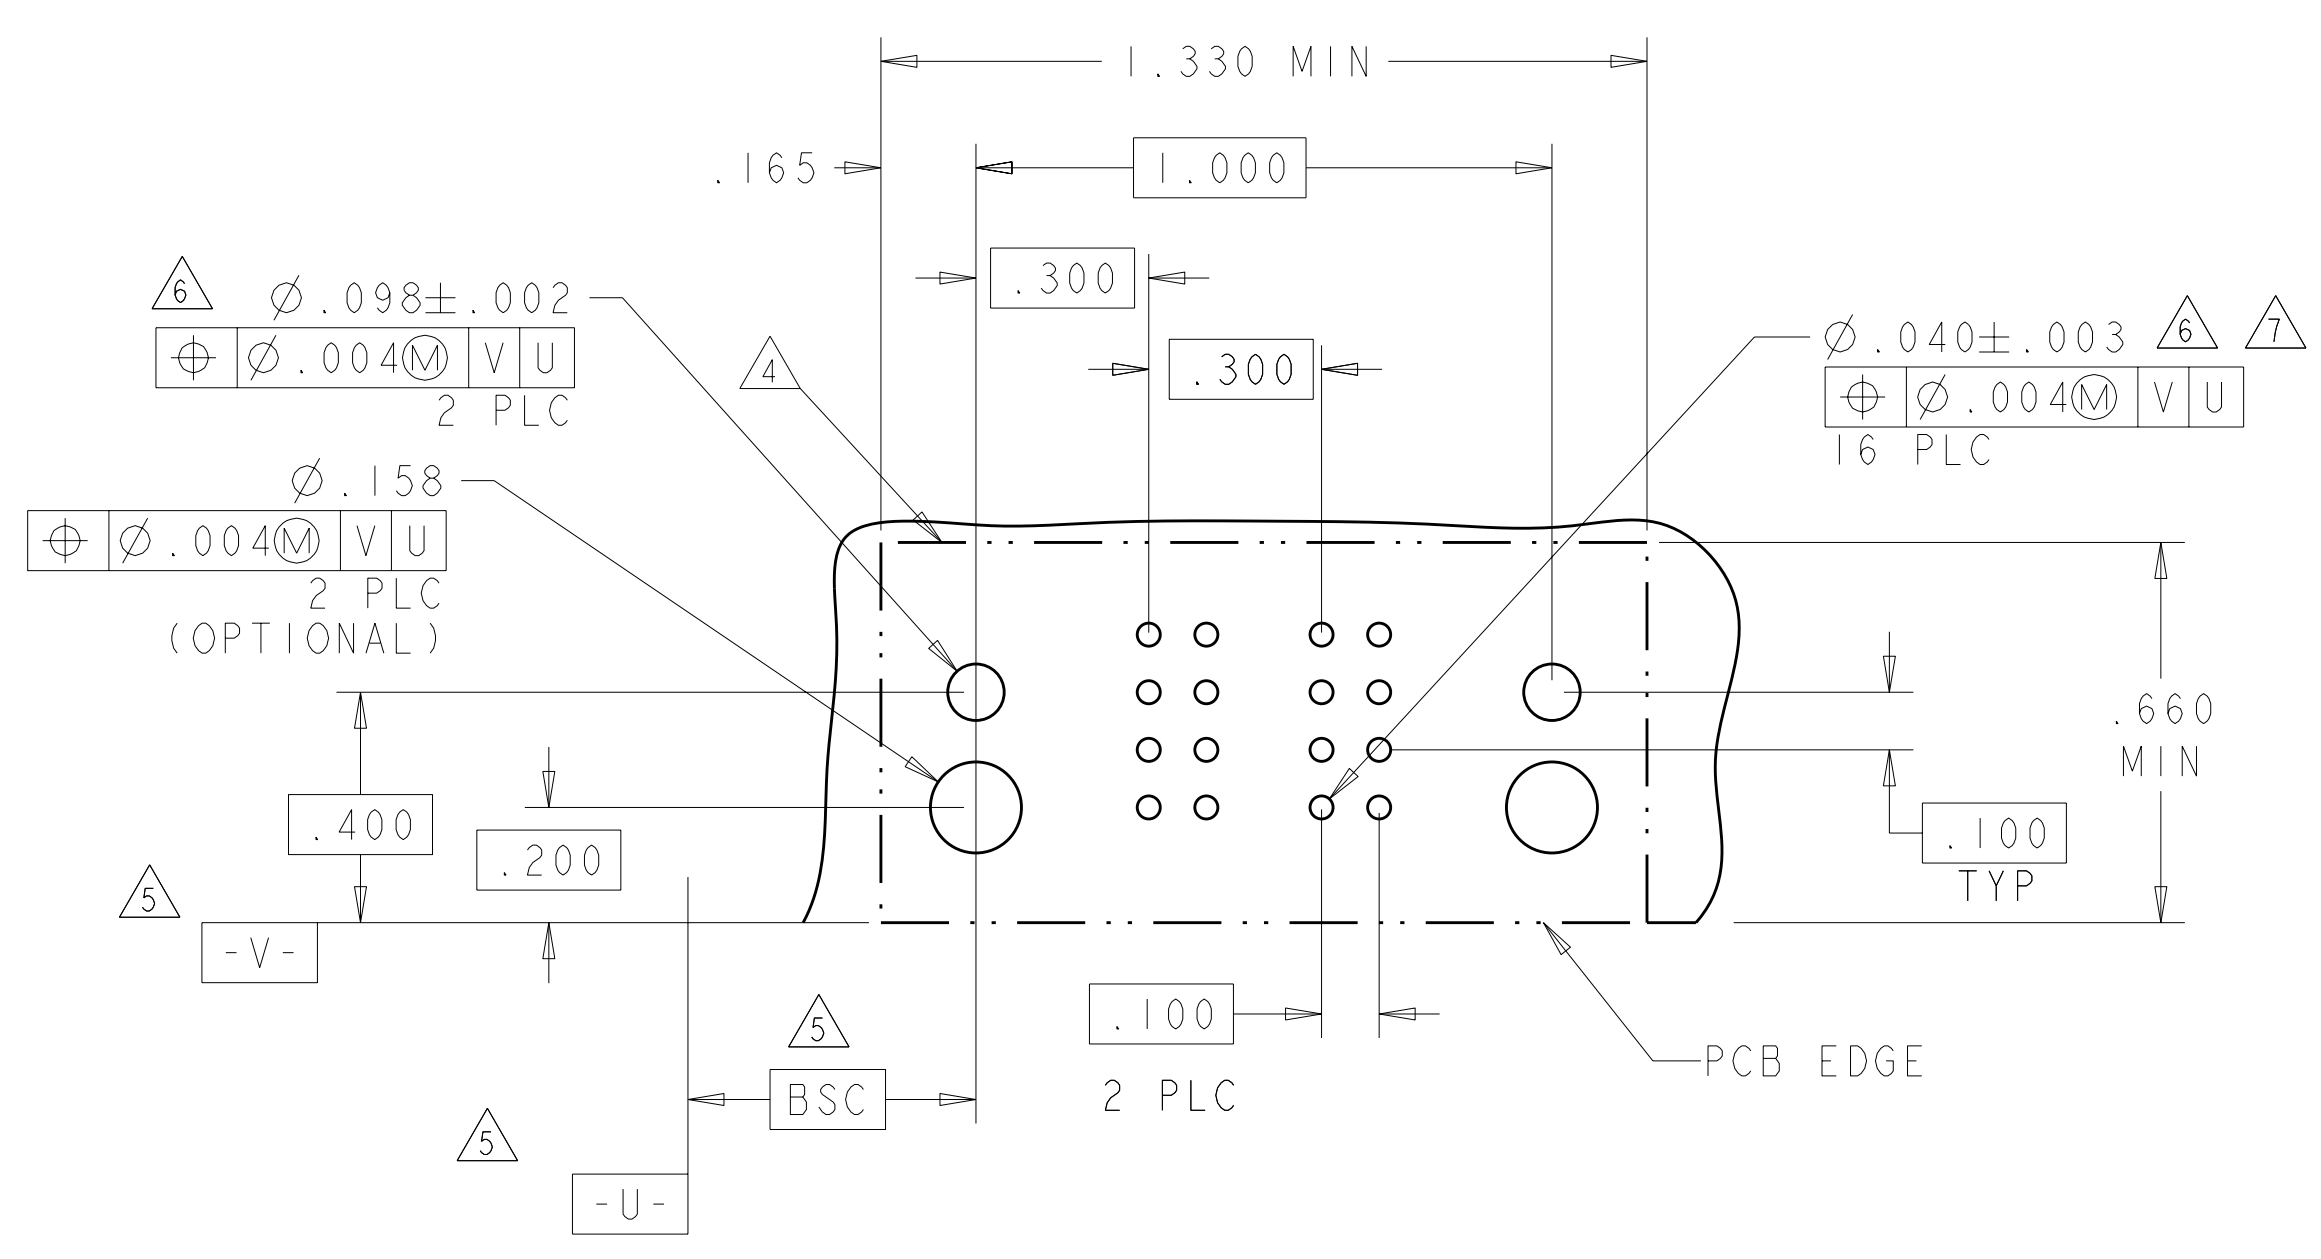 1.330 MIN
.165
1.000
.300
6
Ø.098±.002
⌖ Ø.004Ⓜ V U
2 PLC
.300
6 7
Ø.040±.003
⌖ Ø.004Ⓜ V U
16 PLC
4
Ø.158
⌖ Ø.004Ⓜ V U
2 PLC
(OPTIONAL)
.660
MIN
.400
.200
.100
TYP
5
-V-
.100
2 PLC
5
BSC
PCB EDGE
5
-U-